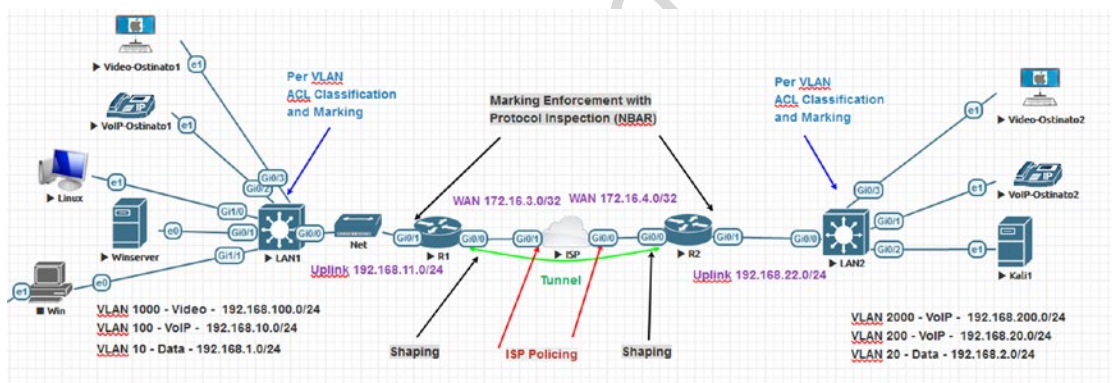 ▶ Video-Ostinato1
e1
▶ VoIP-Ostinato1
e1
▶ Linux
e1
▶ Winserver
e0
■ Win
e1
e0
Gi0/3
Gi0/2
Gi1/0
Gi0/1
Gi1/1
Gi0/0
▶ LAN1
Per VLAN
ACL Classification
and Marking
Net
Uplink 192.168.11.0/24
VLAN 1000 - Video - 192.168.100.0/24
VLAN 100 - VoIP - 192.168.10.0/24
VLAN 10 - Data - 192.168.1.0/24
Marking Enforcement with
Protocol Inspection (NBAR)
WAN 172.16.3.0/32
WAN 172.16.4.0/32
Gi0/1
▶ R1
Gi0/0
Gi0/1
▶ ISP
Gi0/0
Gi0/0
▶ R2
Gi0/1
Tunnel
Shaping
ISP Policing
Shaping
Uplink 192.168.22.0/24
Per VLAN
ACL Classification
and Marking
Gi0/0
▶ LAN2
Gi0/3
Gi0/1
Gi0/2
e1
▶ Video-Ostinato2
e1
IP
▶ VoIP-Ostinato2
e1
▶ Kali1
VLAN 2000 - VoIP - 192.168.200.0/24
VLAN 200 - VoIP - 192.168.20.0/24
VLAN 20 - Data - 192.168.2.0/24